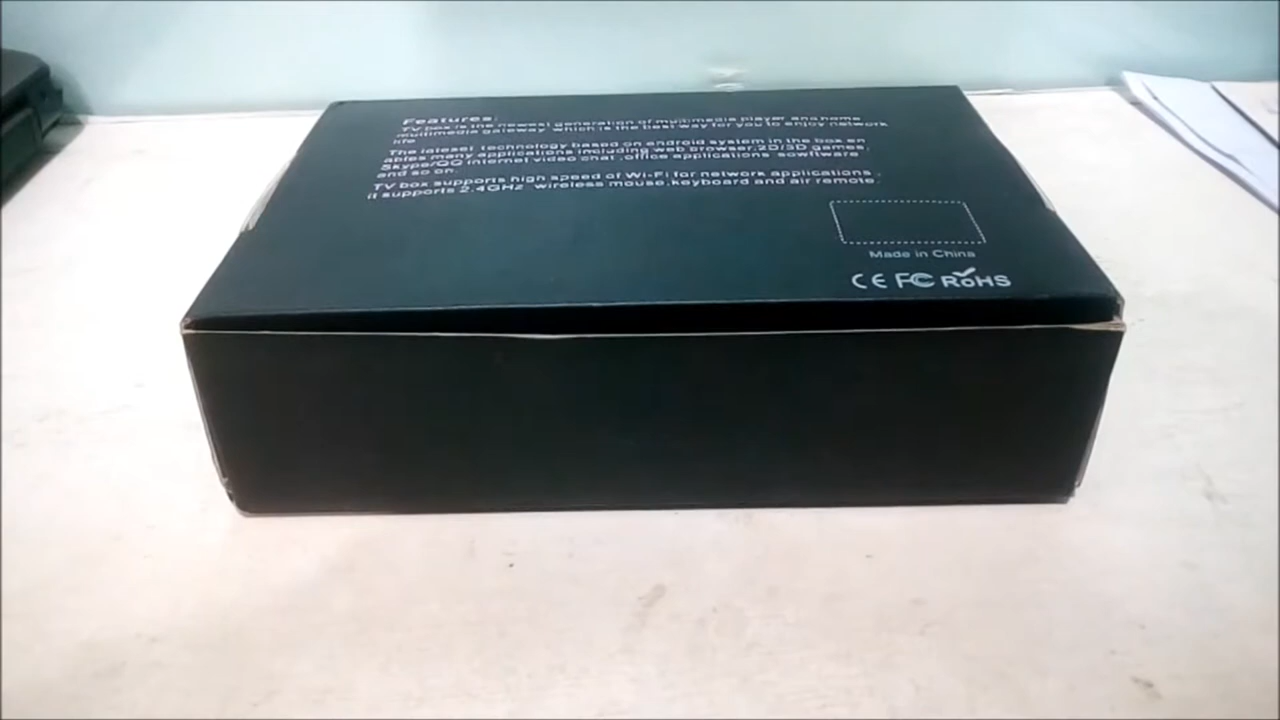 Features:
TV box is the newest generation of multimedia player and home
multimedia gateway which is the best way for you to enjoy network
life
The lateset technology based on android system in the box en
ables many applications including web browser,2D/3D games,
Skype/QQ internet video chat ,office applications sowftware
and so on.
TV box supports high speed of Wi-Fi for network applications ,
it supports 2.4GHz wireless mouse,keyboard and air remote.
Made in China
CE FC RoHS